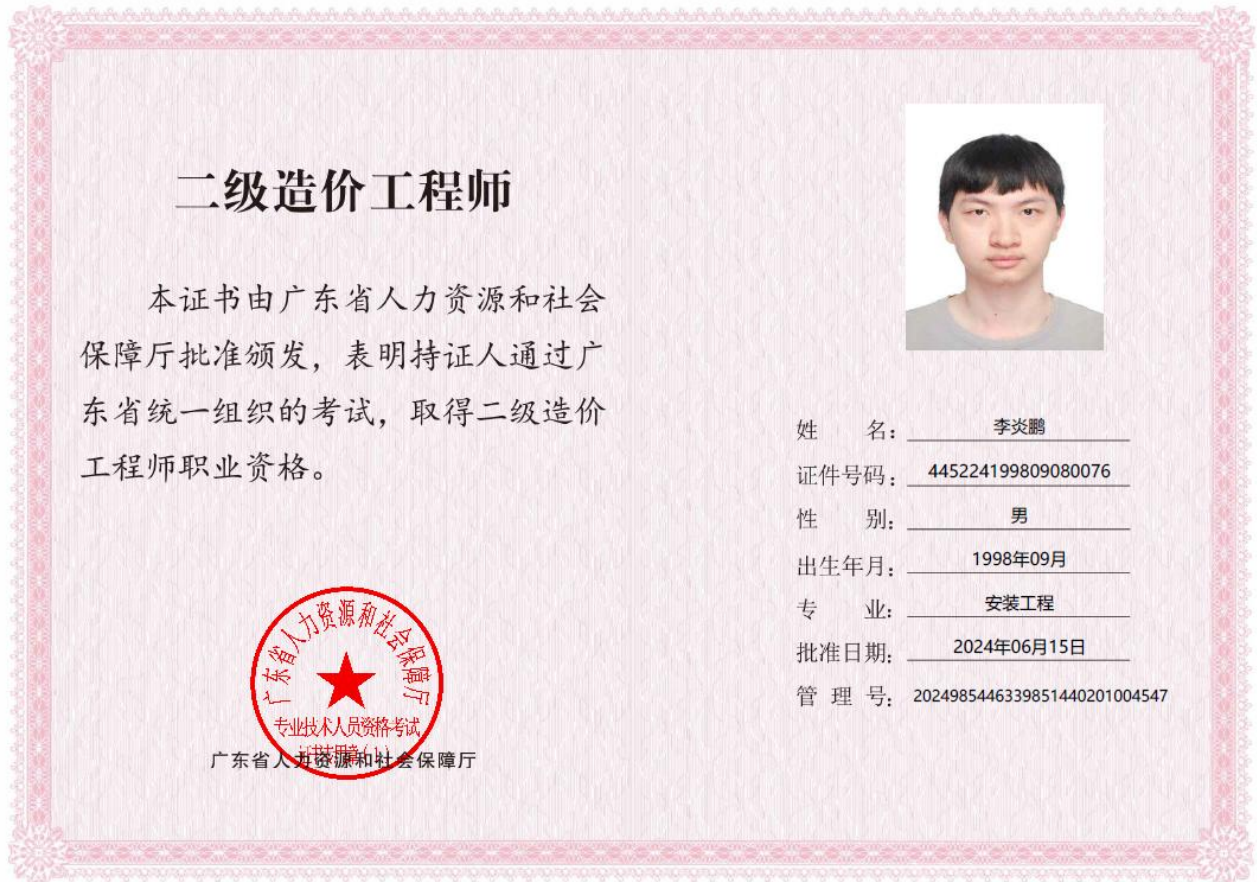 二级造价工程师
本证书由广东省人力资源和社会
保障厅批准颁发，表明持证人通过广
东省统一组织的考试，取得二级造价
工程师职业资格。
广东省人力资源和社会保障厅
专业技术人员资格考试
证书专用章(1)
广东省人力资源和社会保障厅
姓 名：李炎鹏
证件号码：445224199809080076
性 别：男
出生年月：1998年09月
专 业：安装工程
批准日期：2024年06月15日
管 理 号：2024985446339851440201004547